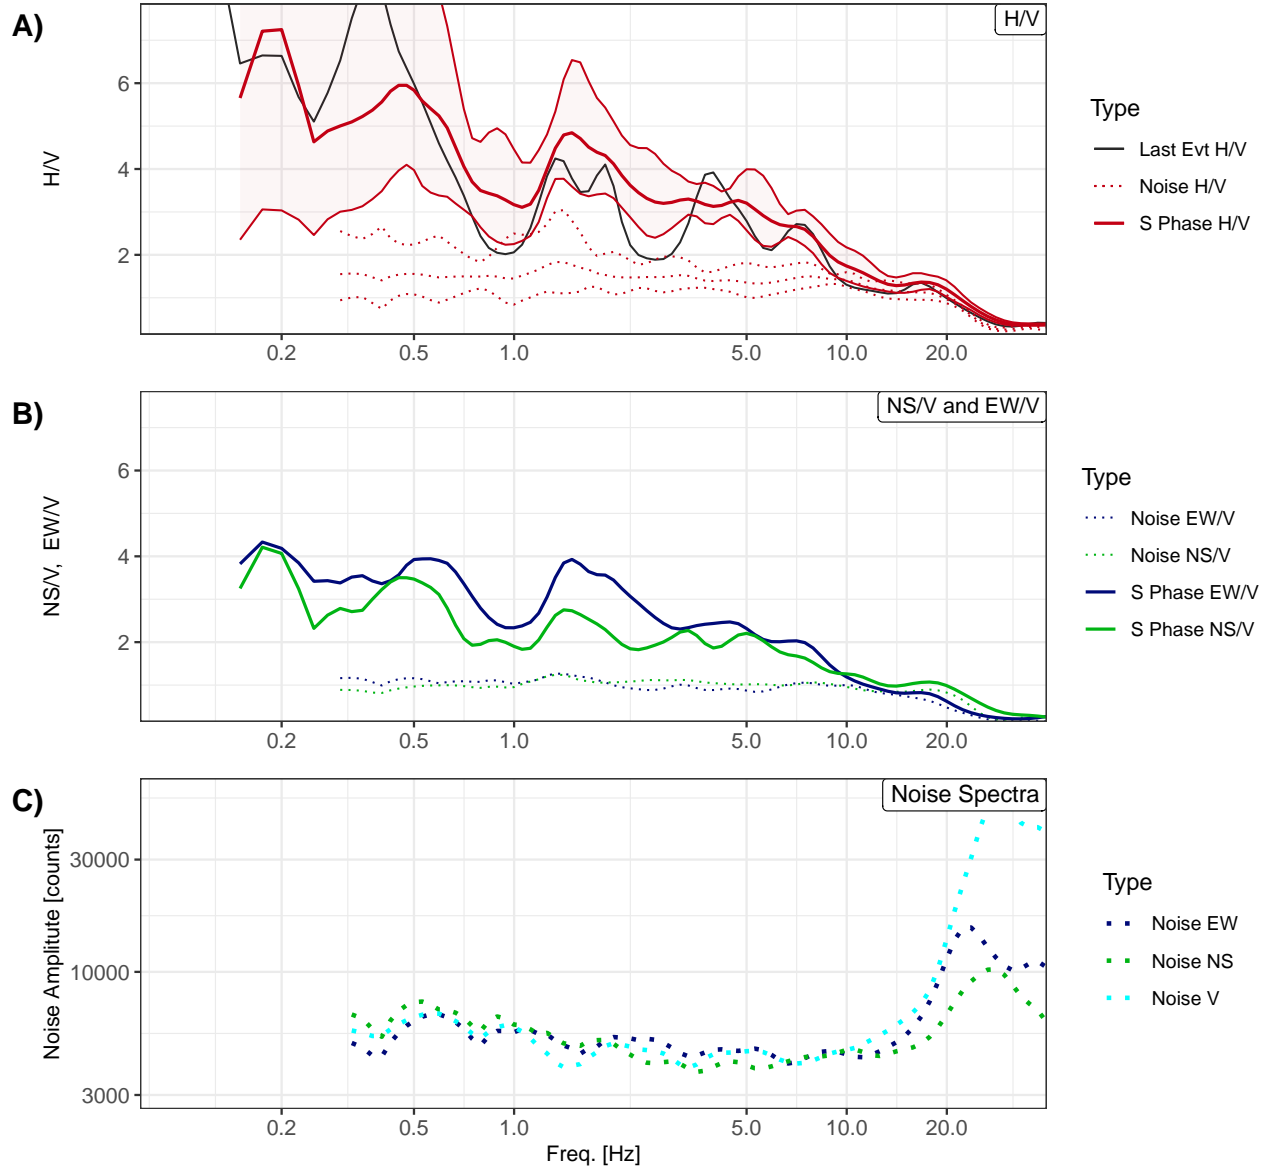 A)
H/V
H/V
6
4
2
0.2 0.5 1.0 5.0 10.0 20.0
Type
Last Evt H/V
Noise H/V
S Phase H/V
B)
NS/V and EW/V
NS/V, EW/V
6
4
2
0.2 0.5 1.0 5.0 10.0 20.0
Type
Noise EW/V
Noise NS/V
S Phase EW/V
S Phase NS/V
C)
Noise Spectra
Noise Amplitute [counts]
30000
10000
3000
0.2 0.5 1.0 5.0 10.0 20.0
Freq. [Hz]
Type
Noise EW
Noise NS
Noise V